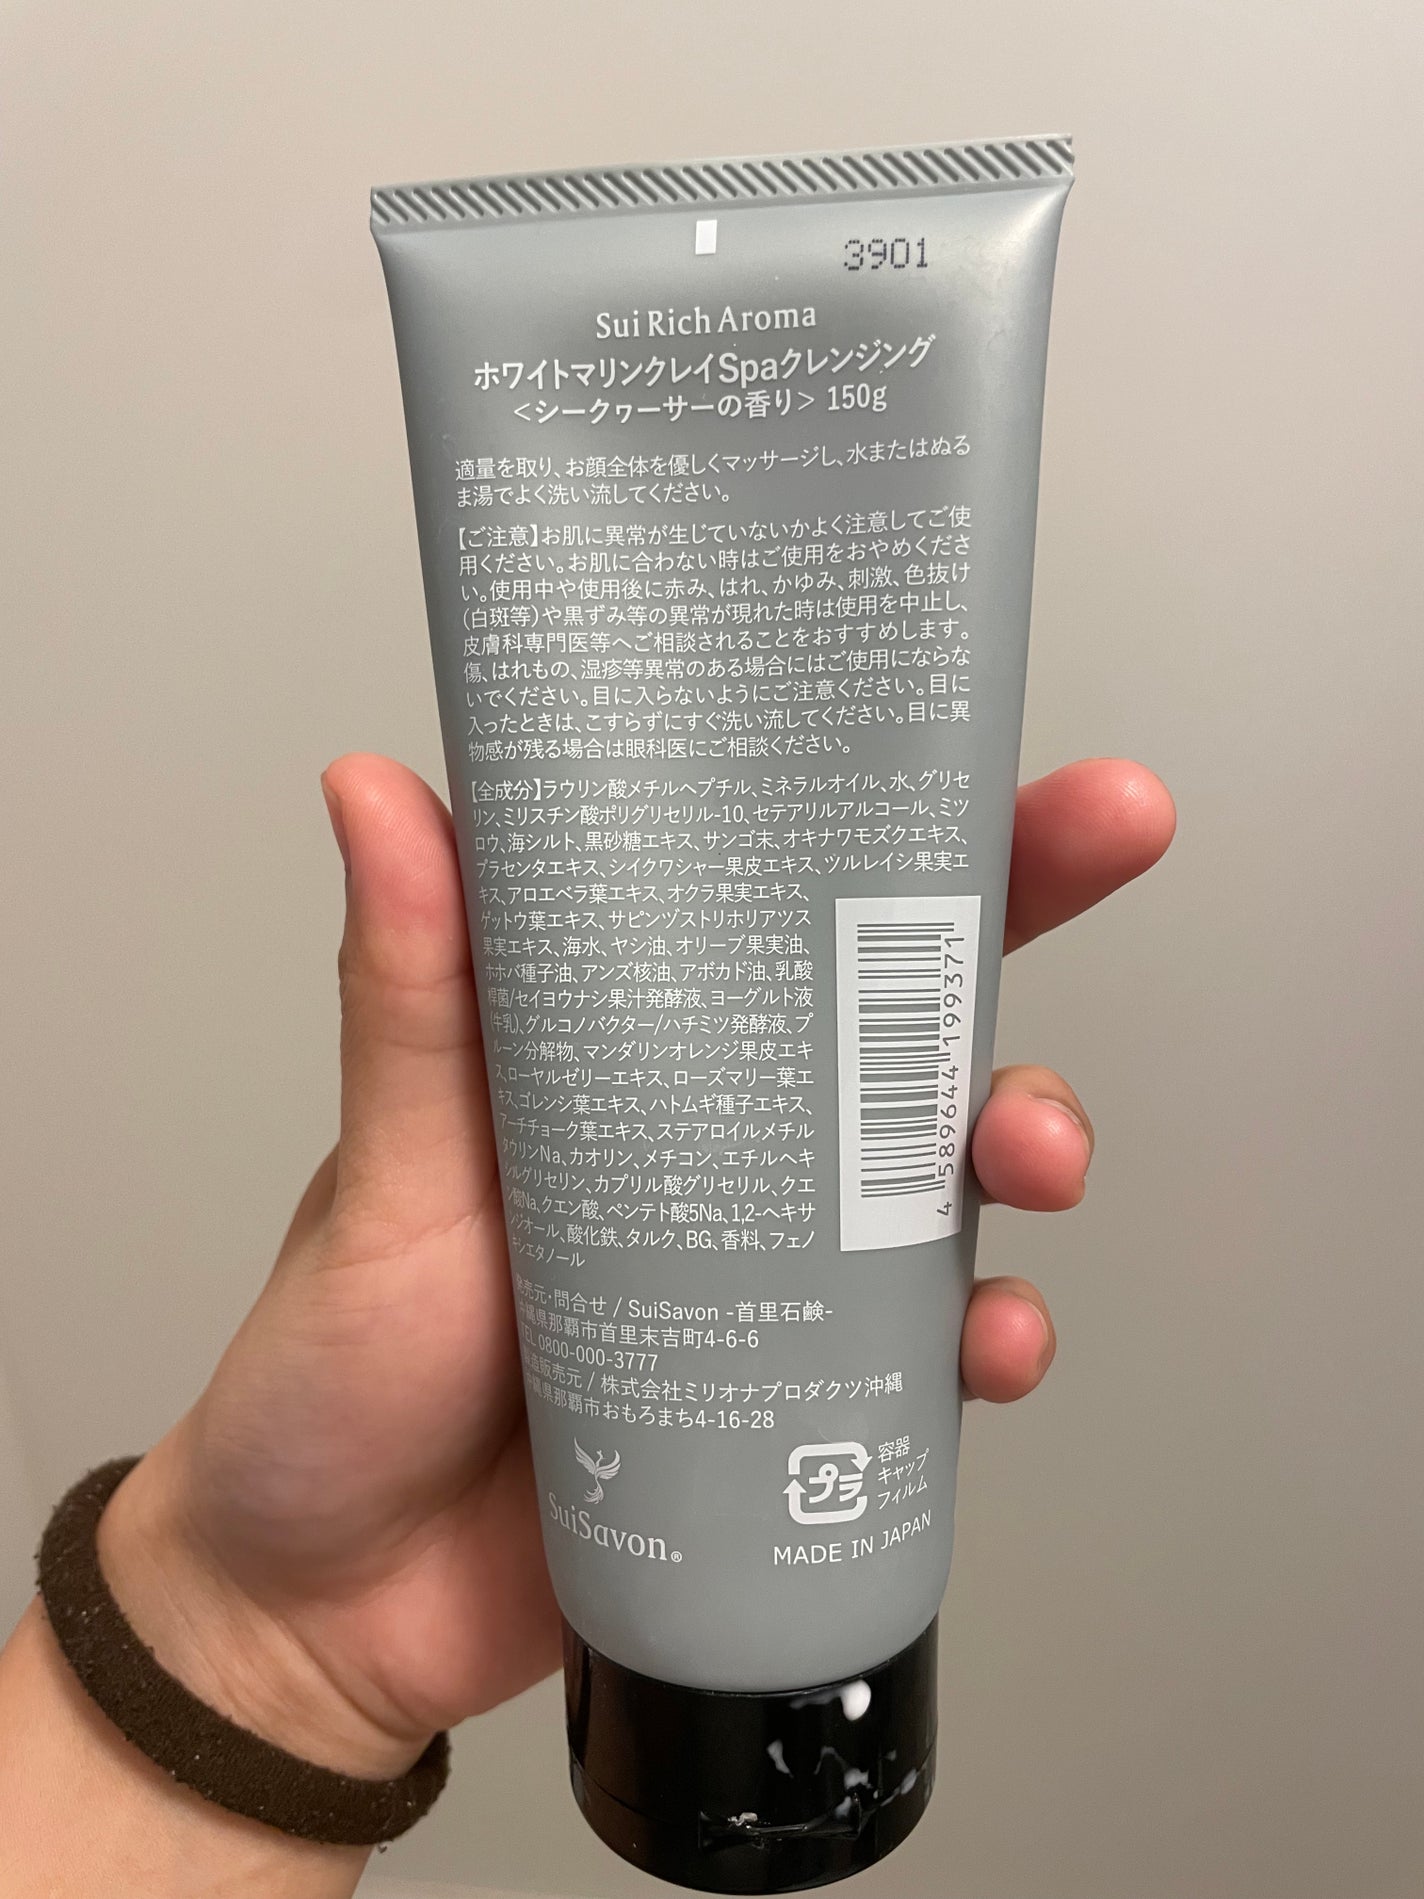 3901
Sui Rich Aroma
ホワイトマリンクレイSpaクレンジング
<シークヮーサーの香り> 150g
適量を取り、お顔全体を優しくマッサージし、水またはぬる
ま湯でよく洗い流してください。
【ご注意】お肌に異常が生じていないかよく注意してご使
用ください。お肌に合わない時はご使用をおやめくださ
い。使用中や使用後に赤み、はれ、かゆみ、刺激、色抜け
(白斑等)や黒ずみ等の異常が現れた時は使用を中止し、
皮膚科専門医等へご相談されることをおすすめします。
傷、はれもの、湿疹等異常のある場合にはご使用にならな
いでください。目に入らないようにご注意ください。目に
入ったときは、こすらずにすぐ洗い流してください。目に異
物感が残る場合は眼科医にご相談ください。
【全成分】ラウリン酸メチルヘプチル、ミネラルオイル、水、グリセ
リン、ミリスチン酸ポリグリセリル-10、セテアリルアルコール、ミツ
ロウ、海シルト、黒砂糖エキス、サンゴ末、オキナワモズクエキス、
プラセンタエキス、シイクワシャー果皮エキス、ツルレイシ果実エ
キス、アロエベラ葉エキス、オクラ果実エキス、
ゲットウ葉エキス、サピンヅストリホリアツス
果実エキス、海水、ヤシ油、オリーブ果実油、
ホホバ種子油、アンズ核油、アボカド油、乳酸
桿菌/セイヨウナシ果汁発酵液、ヨーグルト液
(牛乳)、グルコノバクター/ハチミツ発酵液、プ
ルーン分解物、マンダリンオレンジ果皮エキ
ス、ローヤルゼリーエキス、ローズマリー葉エ
キス、ゴレンシ葉エキス、ハトムギ種子エキス、
アーチチョーク葉エキス、ステアロイルメチル
タウリンNa、カオリン、メチコン、エチルヘキ
シルグリセリン、カプリル酸グリセリル、クエ
ン酸Na、クエン酸、ペンテト酸5Na、1,2-ヘキサ
ンジオール、酸化鉄、タルク、BG、香料、フェノ
キシエタノール
4 589644 199371
発売元・問合せ / SuiSavon -首里石鹸-
沖縄県那覇市首里末吉町4-6-6
TEL 0800-000-3777
製造販売元 / 株式会社ミリオナプロダクツ沖縄
沖縄県那覇市おもろまち4-16-28
SuiSavon®
プラ
容器
キャップ
フィルム
MADE IN JAPAN